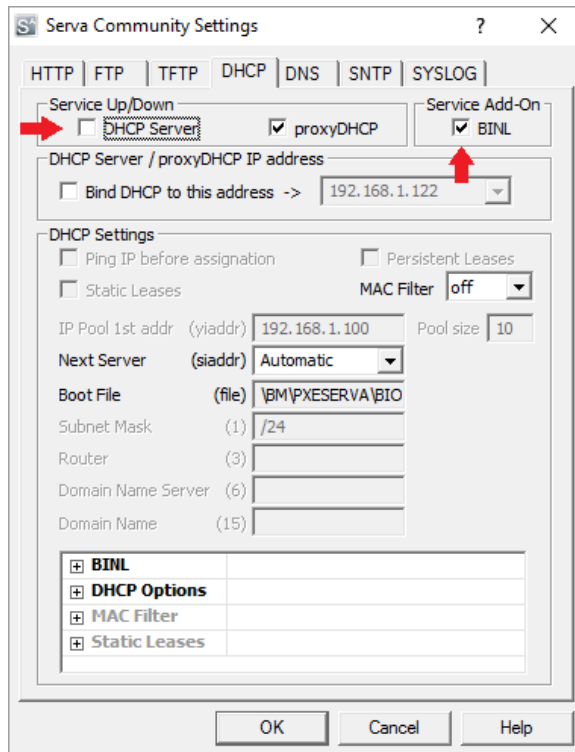 Serva Community Settings ? ×
HTTP FTP TFTP DHCP DNS SNTP SYSLOG
Service Up/Down Service Add-On
DHCP Server proxyDHCP BINL
DHCP Server / proxyDHCP IP address
Bind DHCP to this address -> 192.168.1.122
DHCP Settings
Ping IP before assignation Persistent Leases
Static Leases MAC Filter off
IP Pool 1st addr (yiaddr) 192.168.1.100 Pool size 10
Next Server (siaddr) Automatic
Boot File (file) \BM\PXESERVA\BIO
Subnet Mask (1) /24
Router (3)
Domain Name Server (6)
Domain Name (15)
BINL
DHCP Options
MAC Filter
Static Leases
OK Cancel Help